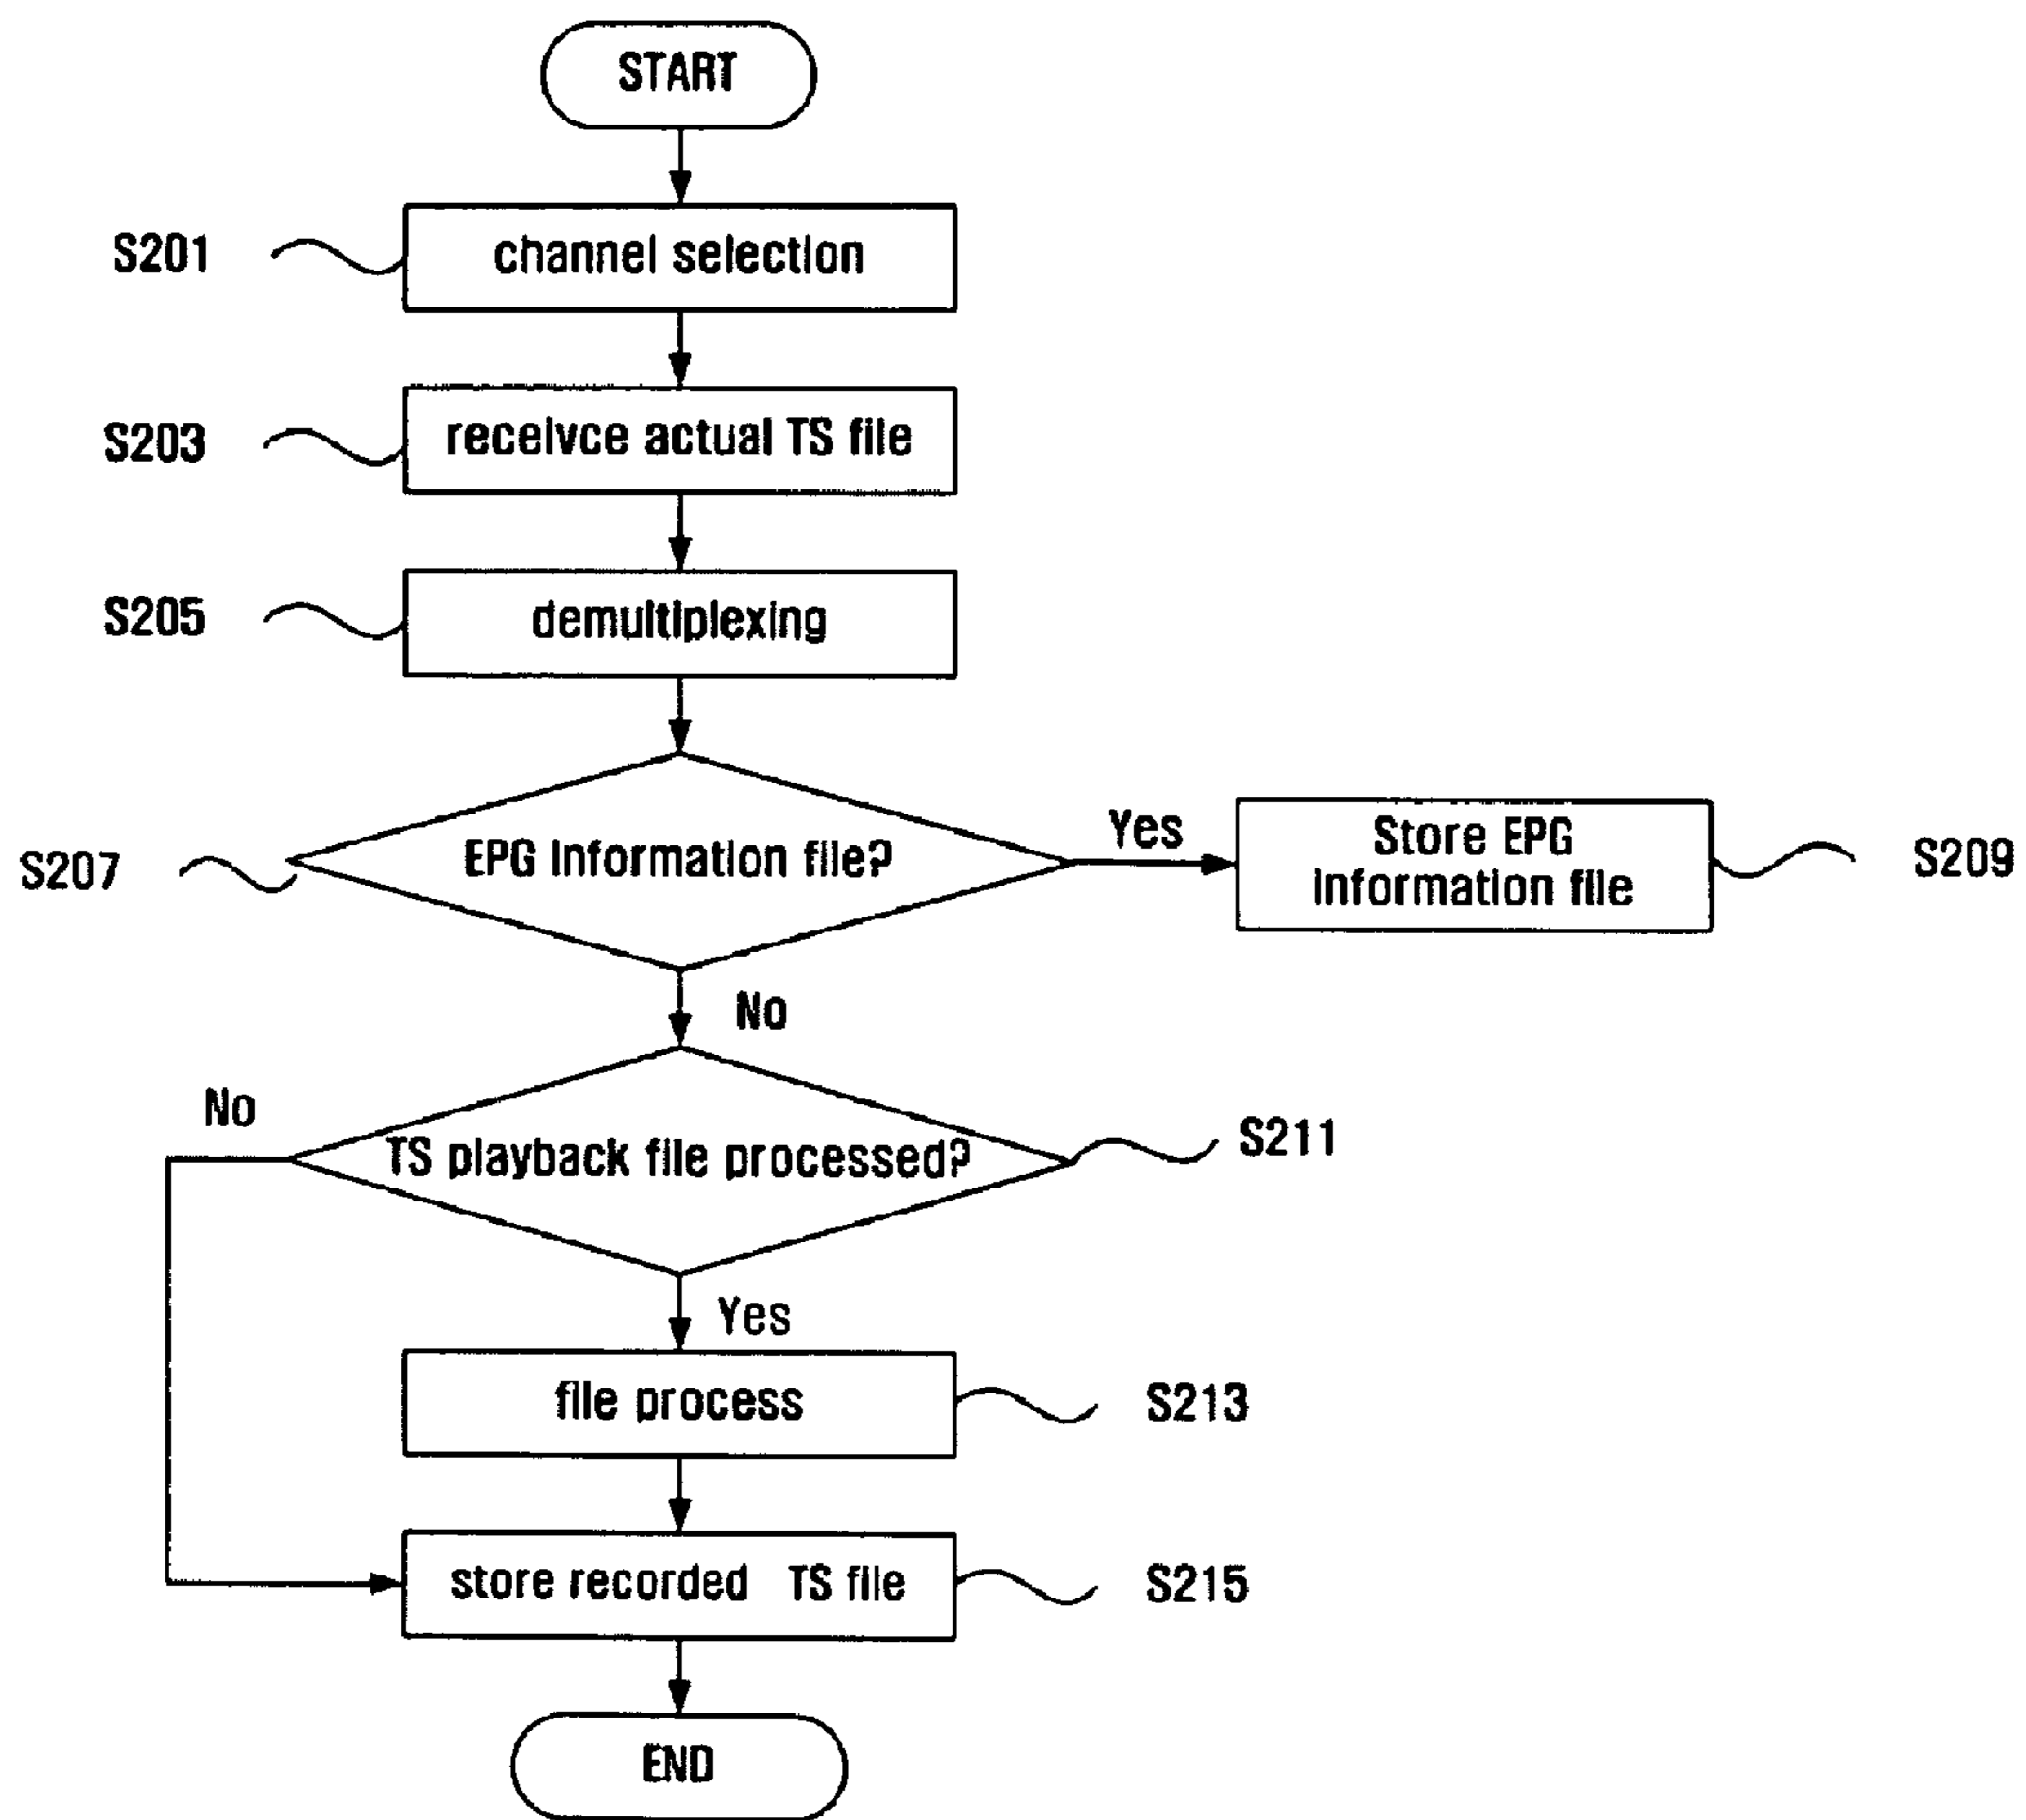 START
S201
channel selection
S203
receivce actual TS file
S205
demultiplexing
S207
EPG Information file?
Yes
Store EPG
information file
S209
No
No
TS playback file processed?
S211
Yes
file process
S213
store recorded TS file
S215
END